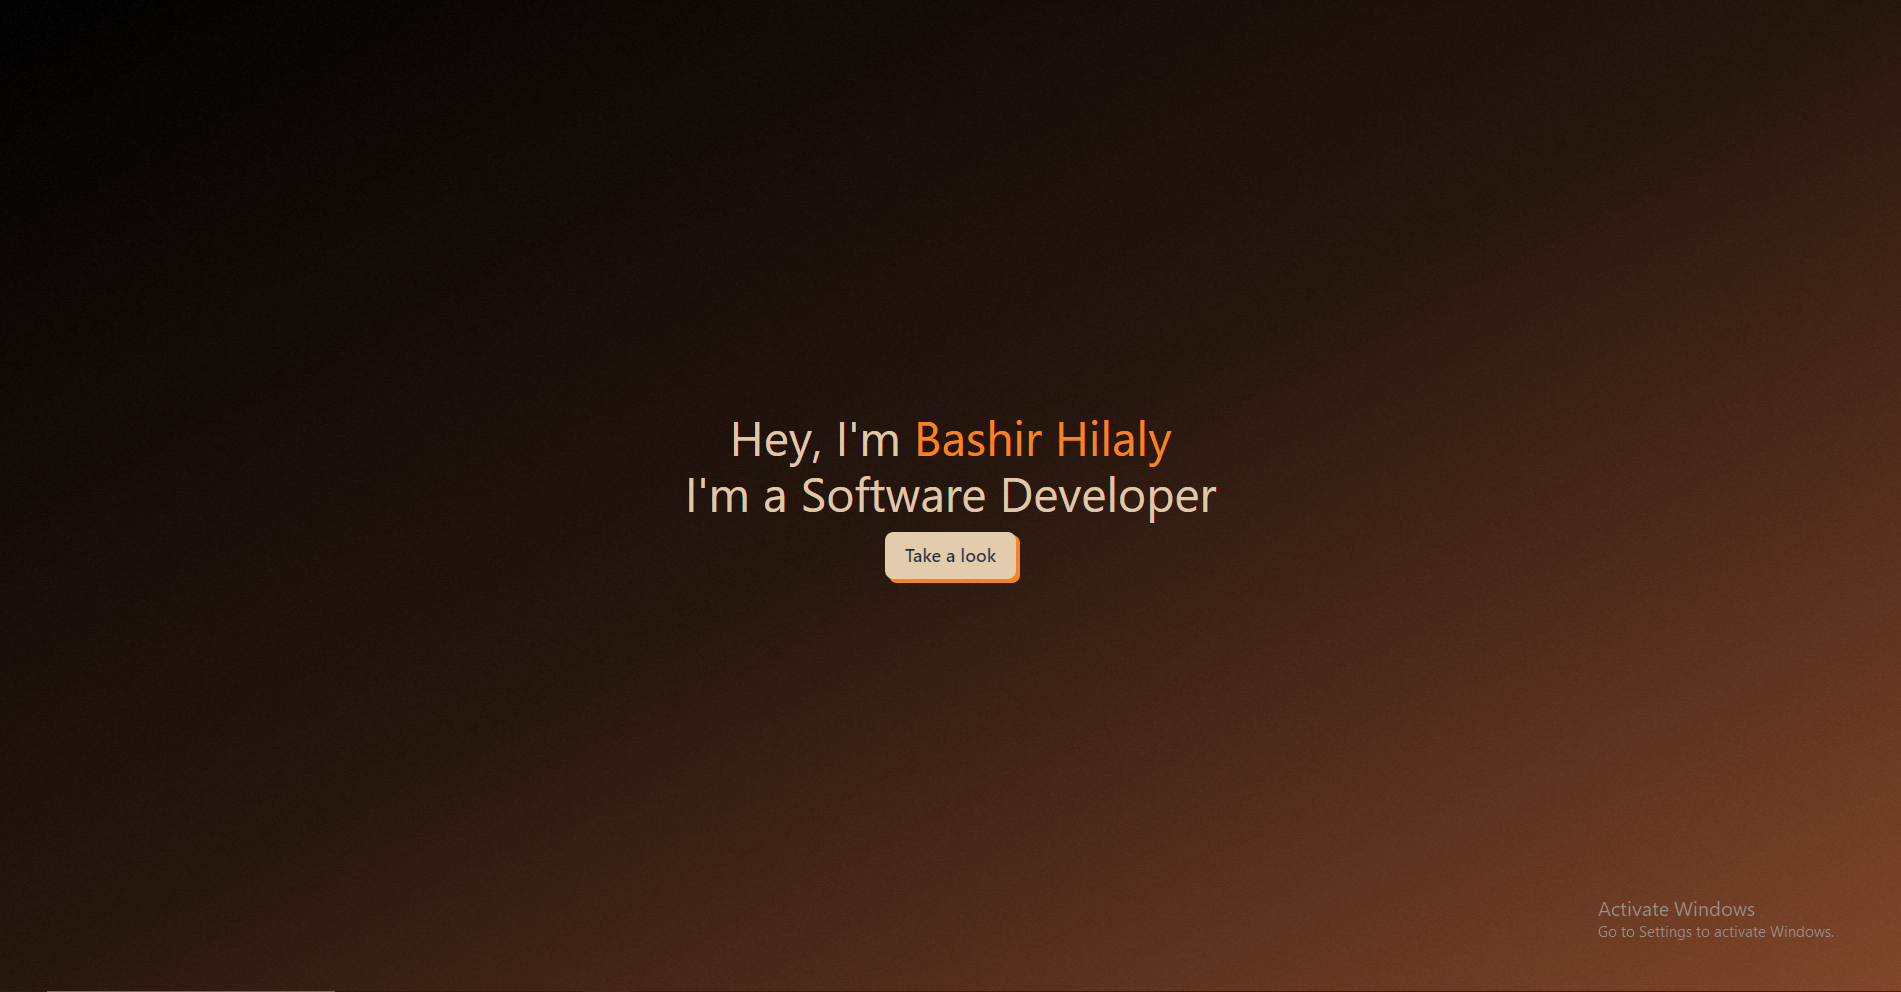 Hey, I'm Bashir Hilaly
I'm a Software Developer
Take a look
Activate Windows
Go to Settings to activate Windows.